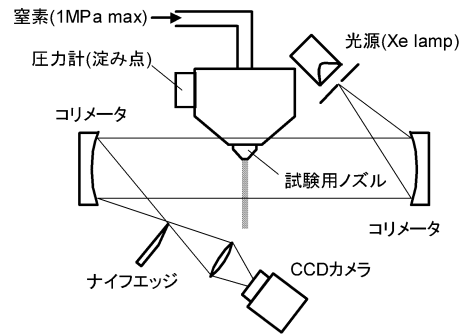 窒素(1MPa max)
光源(Xe lamp)
圧力計(淀み点)
コリメータ
試験用ノズル
コリメータ
ナイフエッジ
CCDカメラ